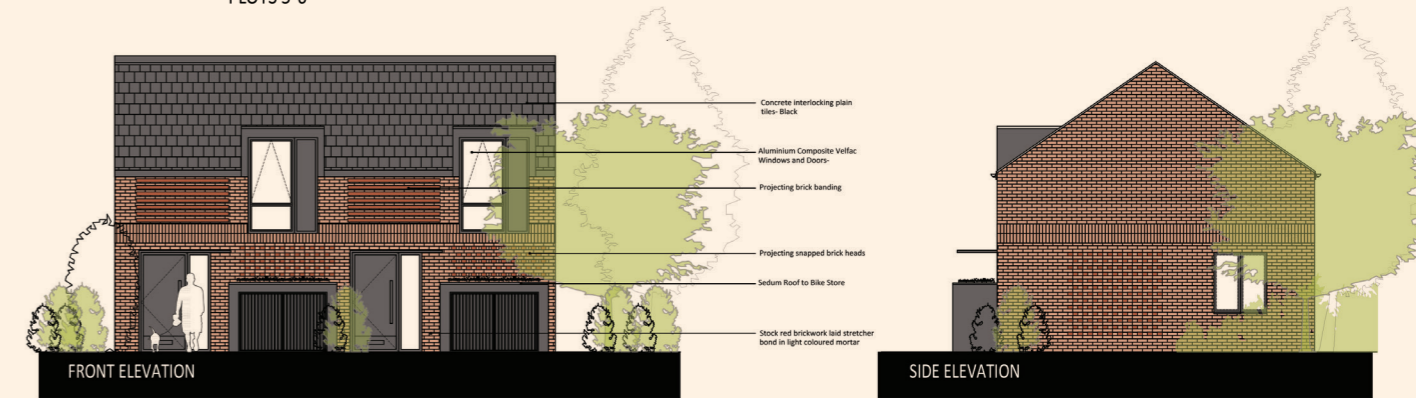 Concrete interlocking plain
tiles- Black
Aluminium Composite Velfac
Windows and Doors-
Projecting brick banding
Projecting snapped brick heads
Sedum Roof to Bike Store
Stock red brickwork laid stretcher
bond in light coloured mortar
FRONT ELEVATION
SIDE ELEVATION